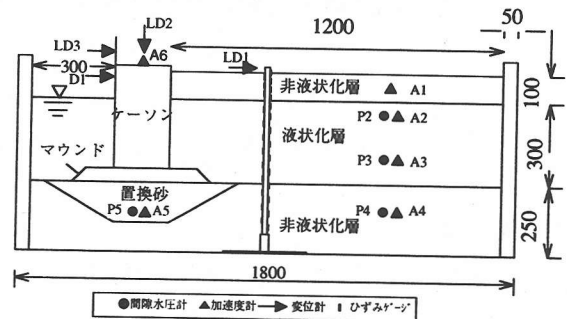 LD2
1200
50
LD3
A6
300
LD1
D1
非液状化層
A1
100
ケーソン
P2
A2
液状化層
マウンド
P3
A3
300
置換砂
P5
A5
P4
A4
非液状化層
250
1800
●間隙水圧計 ▲加速度計 →変位計 ▮ひずみゲージ